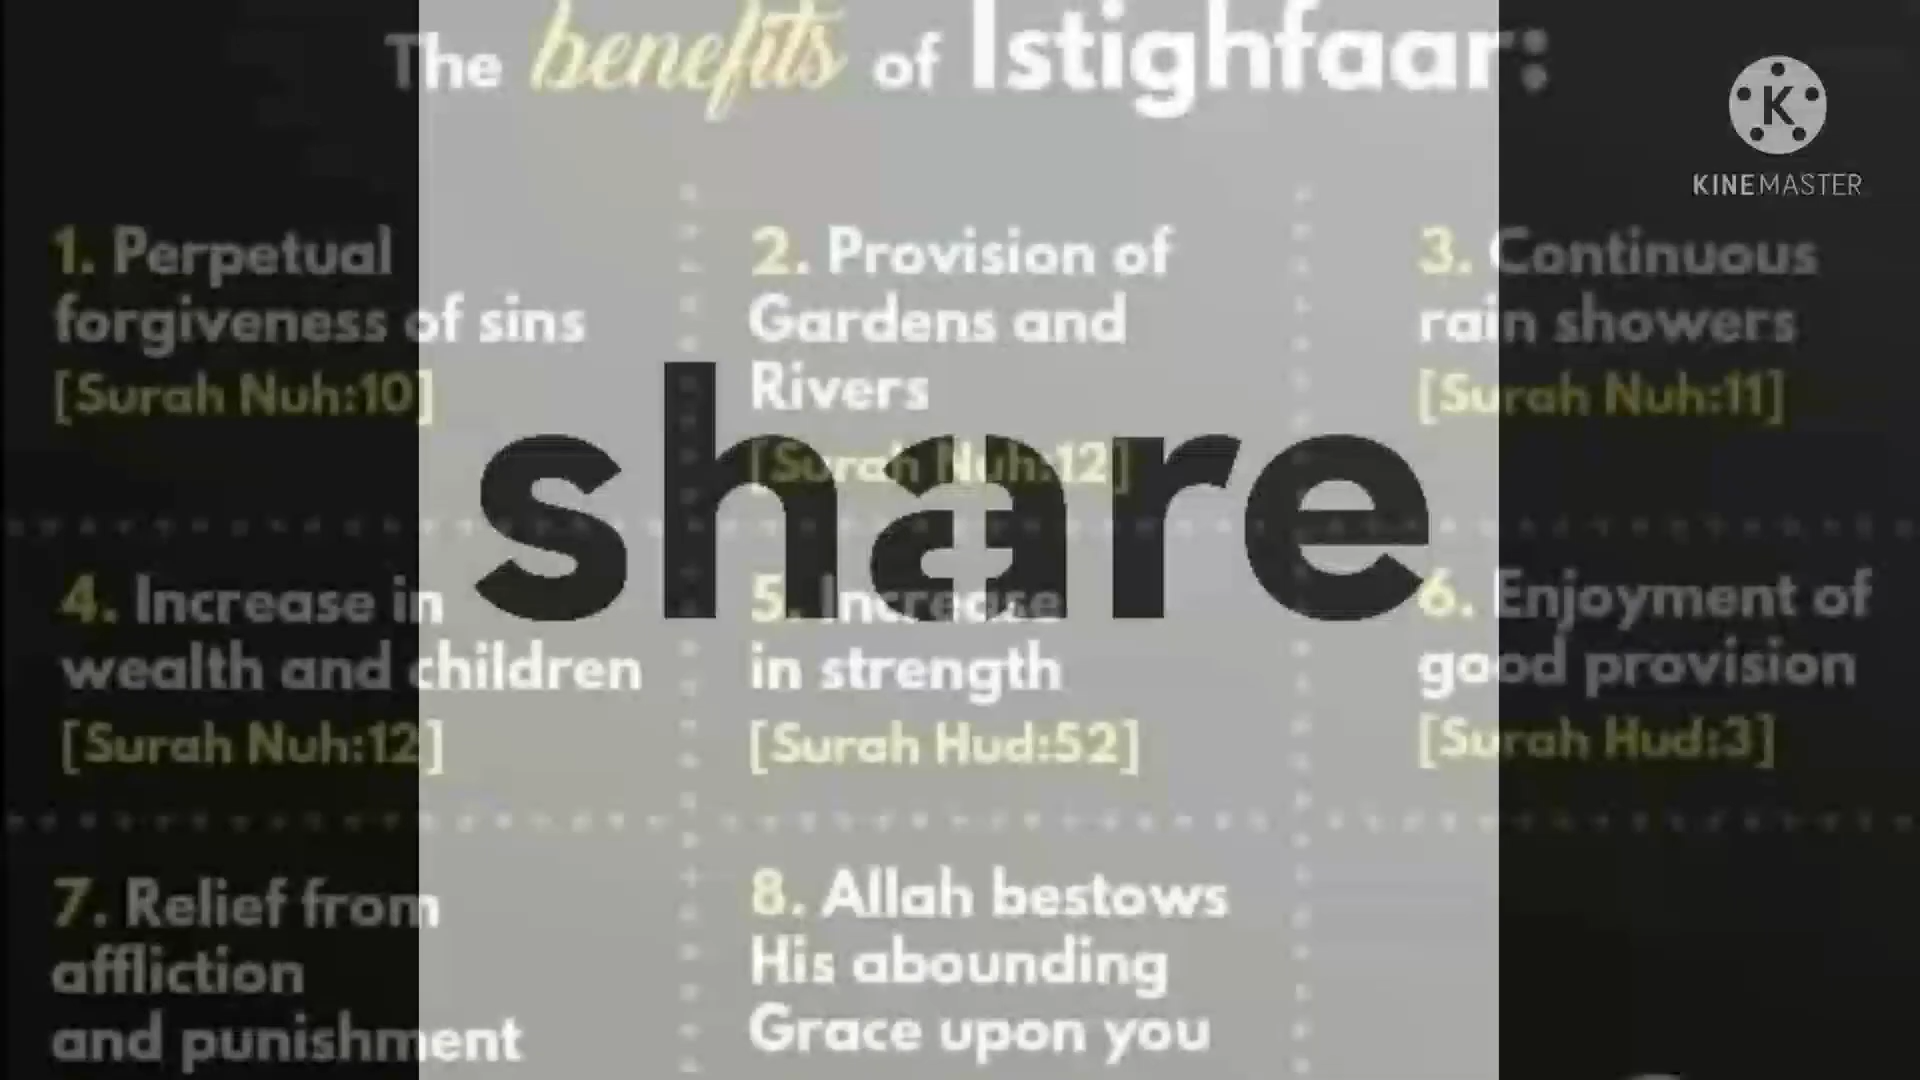 The benefits of Istighfaar:
KINEMASTER
1. Perpetual
forgiveness of sins
[Surah Nuh:10]
2. Provision of
Gardens and
Rivers
[Surah Nuh:12]
3. Continuous
rain showers
[Surah Nuh:11]
share
4. Increase in
wealth and children
[Surah Nuh:12]
5. Increase
in strength
[Surah Hud:52]
6. Enjoyment of
good provision
[Surah Hud:3]
7. Relief from
affliction
and punishment
8. Allah bestows
His abounding
Grace upon you